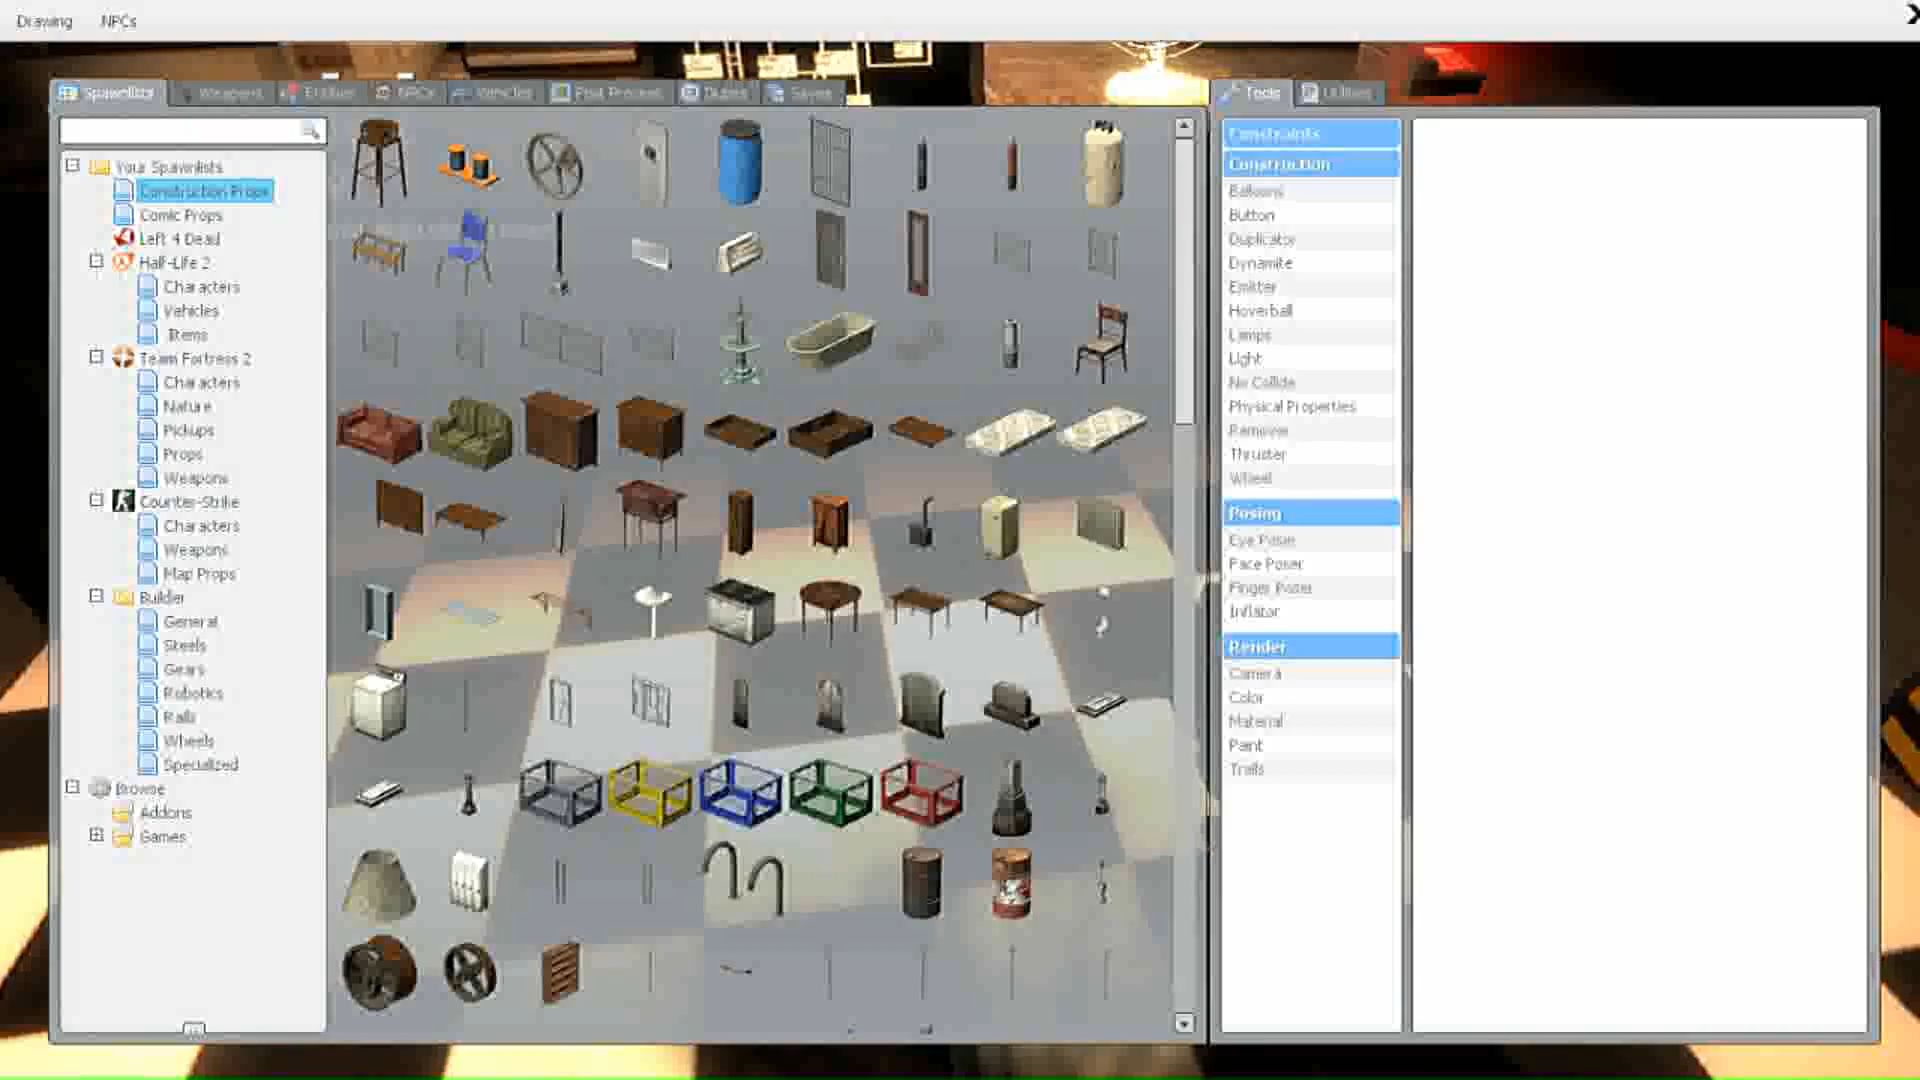 Drawing NPCs
Spawnlists Weapons Entities NPCs Vehicles Post Process Dupes Saves
Tools Utilities
Your Spawnlists
Construction Props
Comic Props
Left 4 Dead
Half-Life 2
Characters
Vehicles
Items
Team Fortress 2
Characters
Nature
Pickups
Props
Weapons
Counter-Strike
Characters
Weapons
Map Props
Builder
General
Steels
Gears
Robotics
Rails
Wheels
Specialized
Browse
Addons
Games
Constraints
Construction
Balloons
Button
Duplicator
Dynamite
Emitter
Hoverball
Lamps
Light
No Collide
Physical Properties
Remover
Thruster
Wheel
Posing
Eye Poser
Face Poser
Finger Poser
Inflator
Render
Camera
Color
Material
Paint
Trails